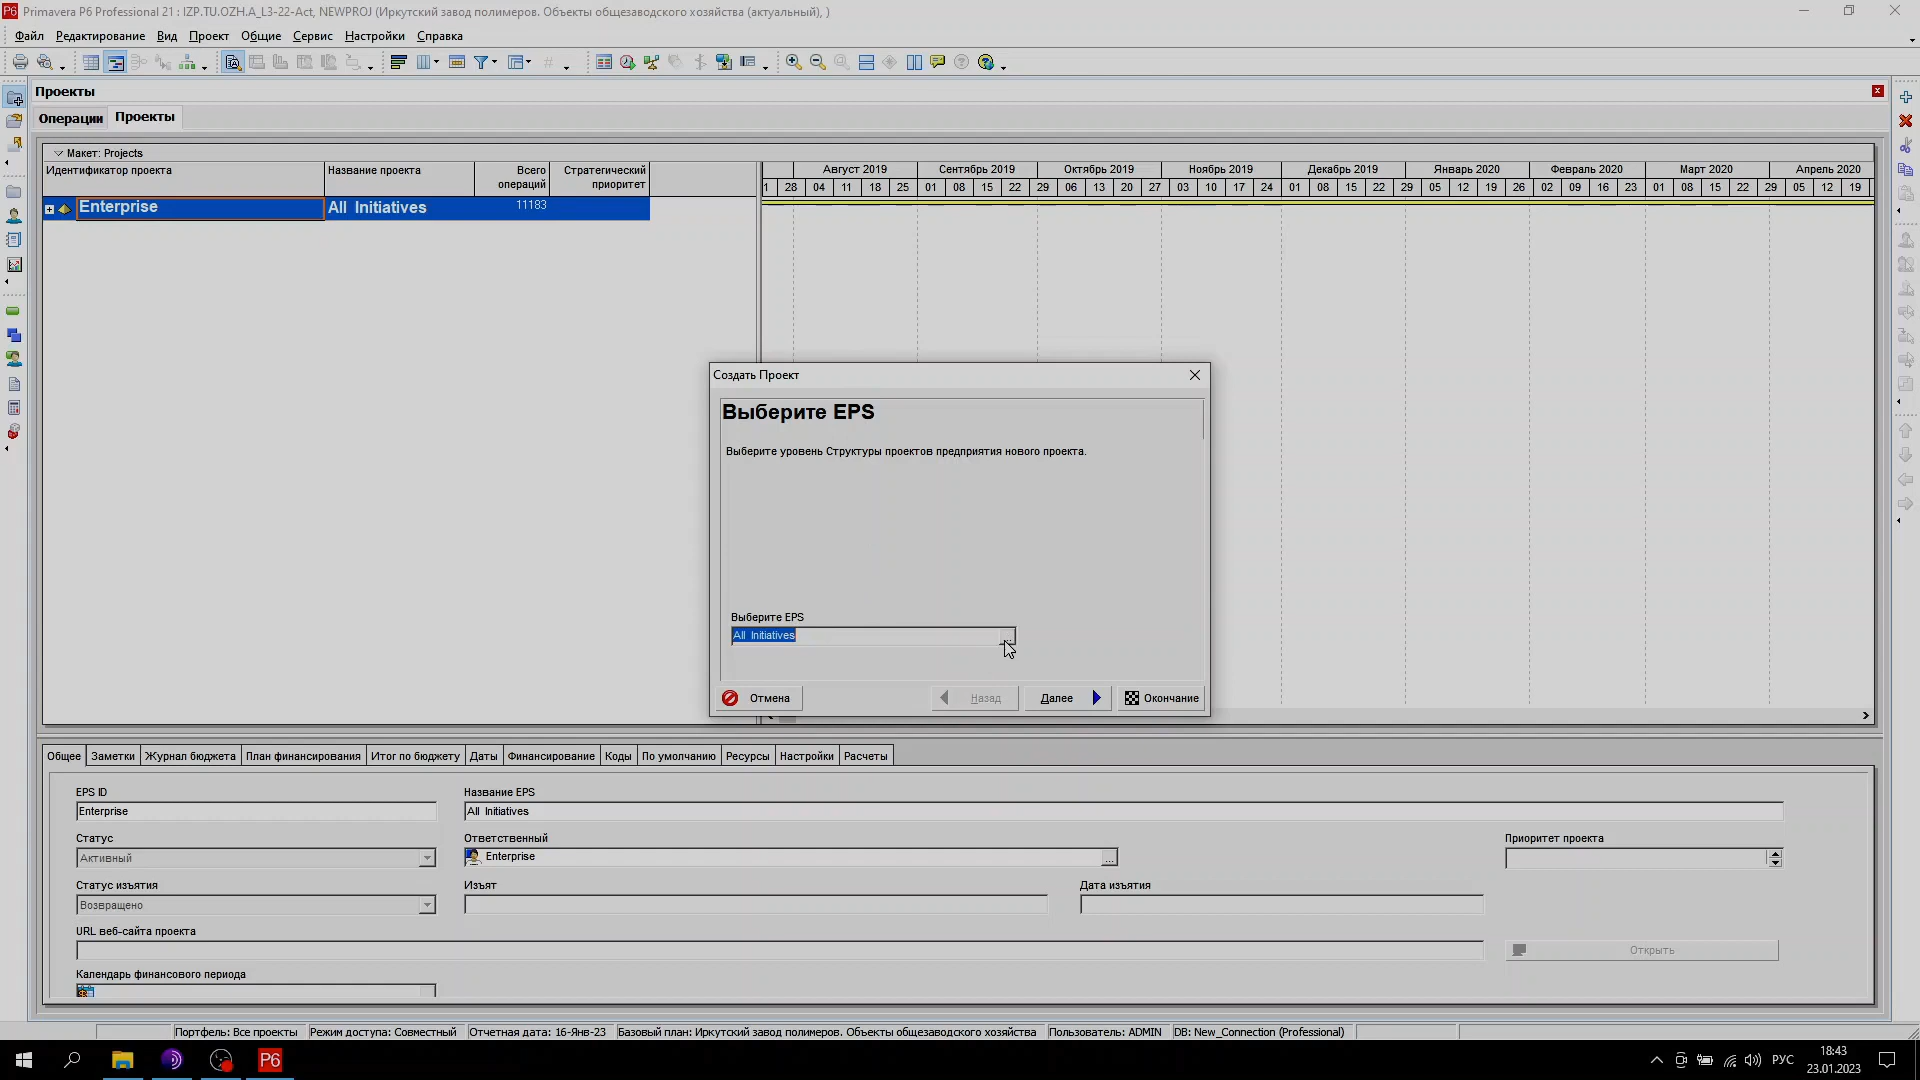 Primavera P6 Professional 21 : IZP.TU.OZH.A_L3-22-Act, NEWPROJ (Иркутский завод полимеров. Объекты общезаводского хозяйства (актуальный), )
Файл Редактирование Вид Проект Общие Сервис Настройки Справка
Проекты
Операции Проекты
Макет: Projects
Идентификатор проекта Название проекта Всего операций Стратегический приоритет
Август 2019 Сентябрь 2019 Октябрь 2019 Ноябрь 2019 Декабрь 2019 Январь 2020 Февраль 2020 Март 2020 Апрель 2020
1 28 04 11 18 25 01 08 15 22 29 06 13 20 27 03 10 17 24 01 08 15 22 29 05 12 19 26 02 09 16 23 01 08 15 22 29 05 12 19
Enterprise All Initiatives 11183
Создать Проект
Выберите EPS
Выберите уровень Структуры проектов предприятия нового проекта.
Выберите EPS
All Initiatives
Отмена Назад Далее Окончание
Общее Заметки Журнал бюджета План финансирования Итог по бюджету Даты Финансирование Коды По умолчанию Ресурсы Настройки Расчеты
EPS ID Название EPS
Enterprise All Initiatives
Статус Ответственный Приоритет проекта
Активный Enterprise ...
Статус изъятия Изъят Дата изъятия
Возвращено
URL веб-сайта проекта
Открыть
Календарь финансового периода
Портфель: Все проекты Режим доступа: Совместный Отчетная дата: 16-Янв-23 Базовый план: Иркутский завод полимеров. Объекты общезаводского хозяйства Пользователь: ADMIN DB: New_Connection (Professional)
P6 РУС 18:43
23.01.2023